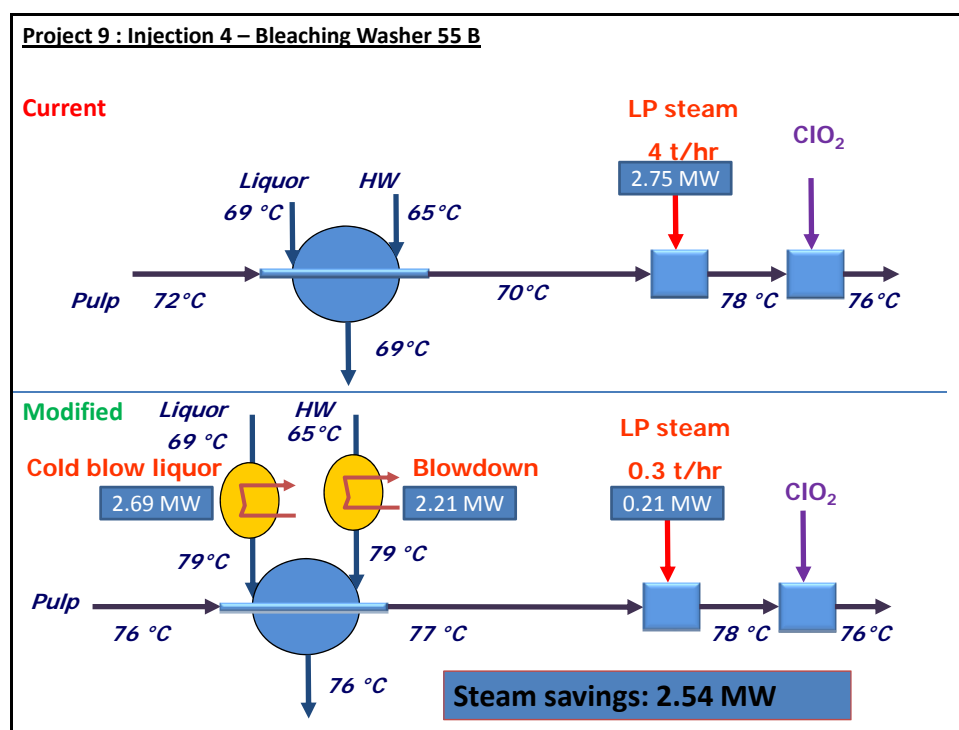 Project 9 : Injection 4 – Bleaching Washer 55 B
Current
LP steam
4 t/hr
2.75 MW
ClO2
Liquor
69 °C
HW
65°C
Pulp
72°C
70°C
78 °C
76°C
69°C
Modified
Liquor
69 °C
HW
65°C
LP steam
0.3 t/hr
0.21 MW
ClO2
Cold blow liquor
2.69 MW
Blowdown
2.21 MW
79°C
79 °C
Pulp
76 °C
77 °C
78 °C
76°C
76 °C
Steam savings: 2.54 MW